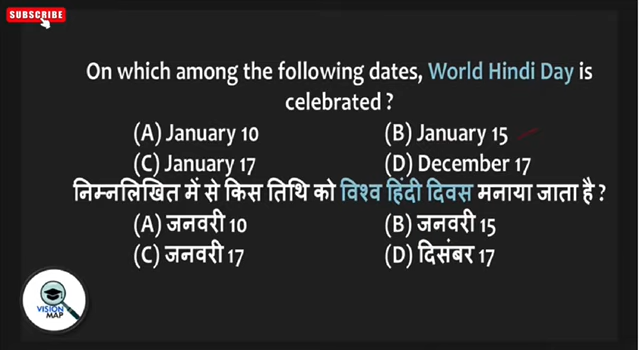 SUBSCRIBE
On which among the following dates, World Hindi Day is
celebrated ?
(A) January 10 (B) January 15
(C) January 17 (D) December 17
निम्नलिखित में से किस तिथि को विश्व हिंदी दिवस मनाया जाता है ?
(A) जनवरी 10 (B) जनवरी 15
(C) जनवरी 17 (D) दिसंबर 17
VISION
MAP